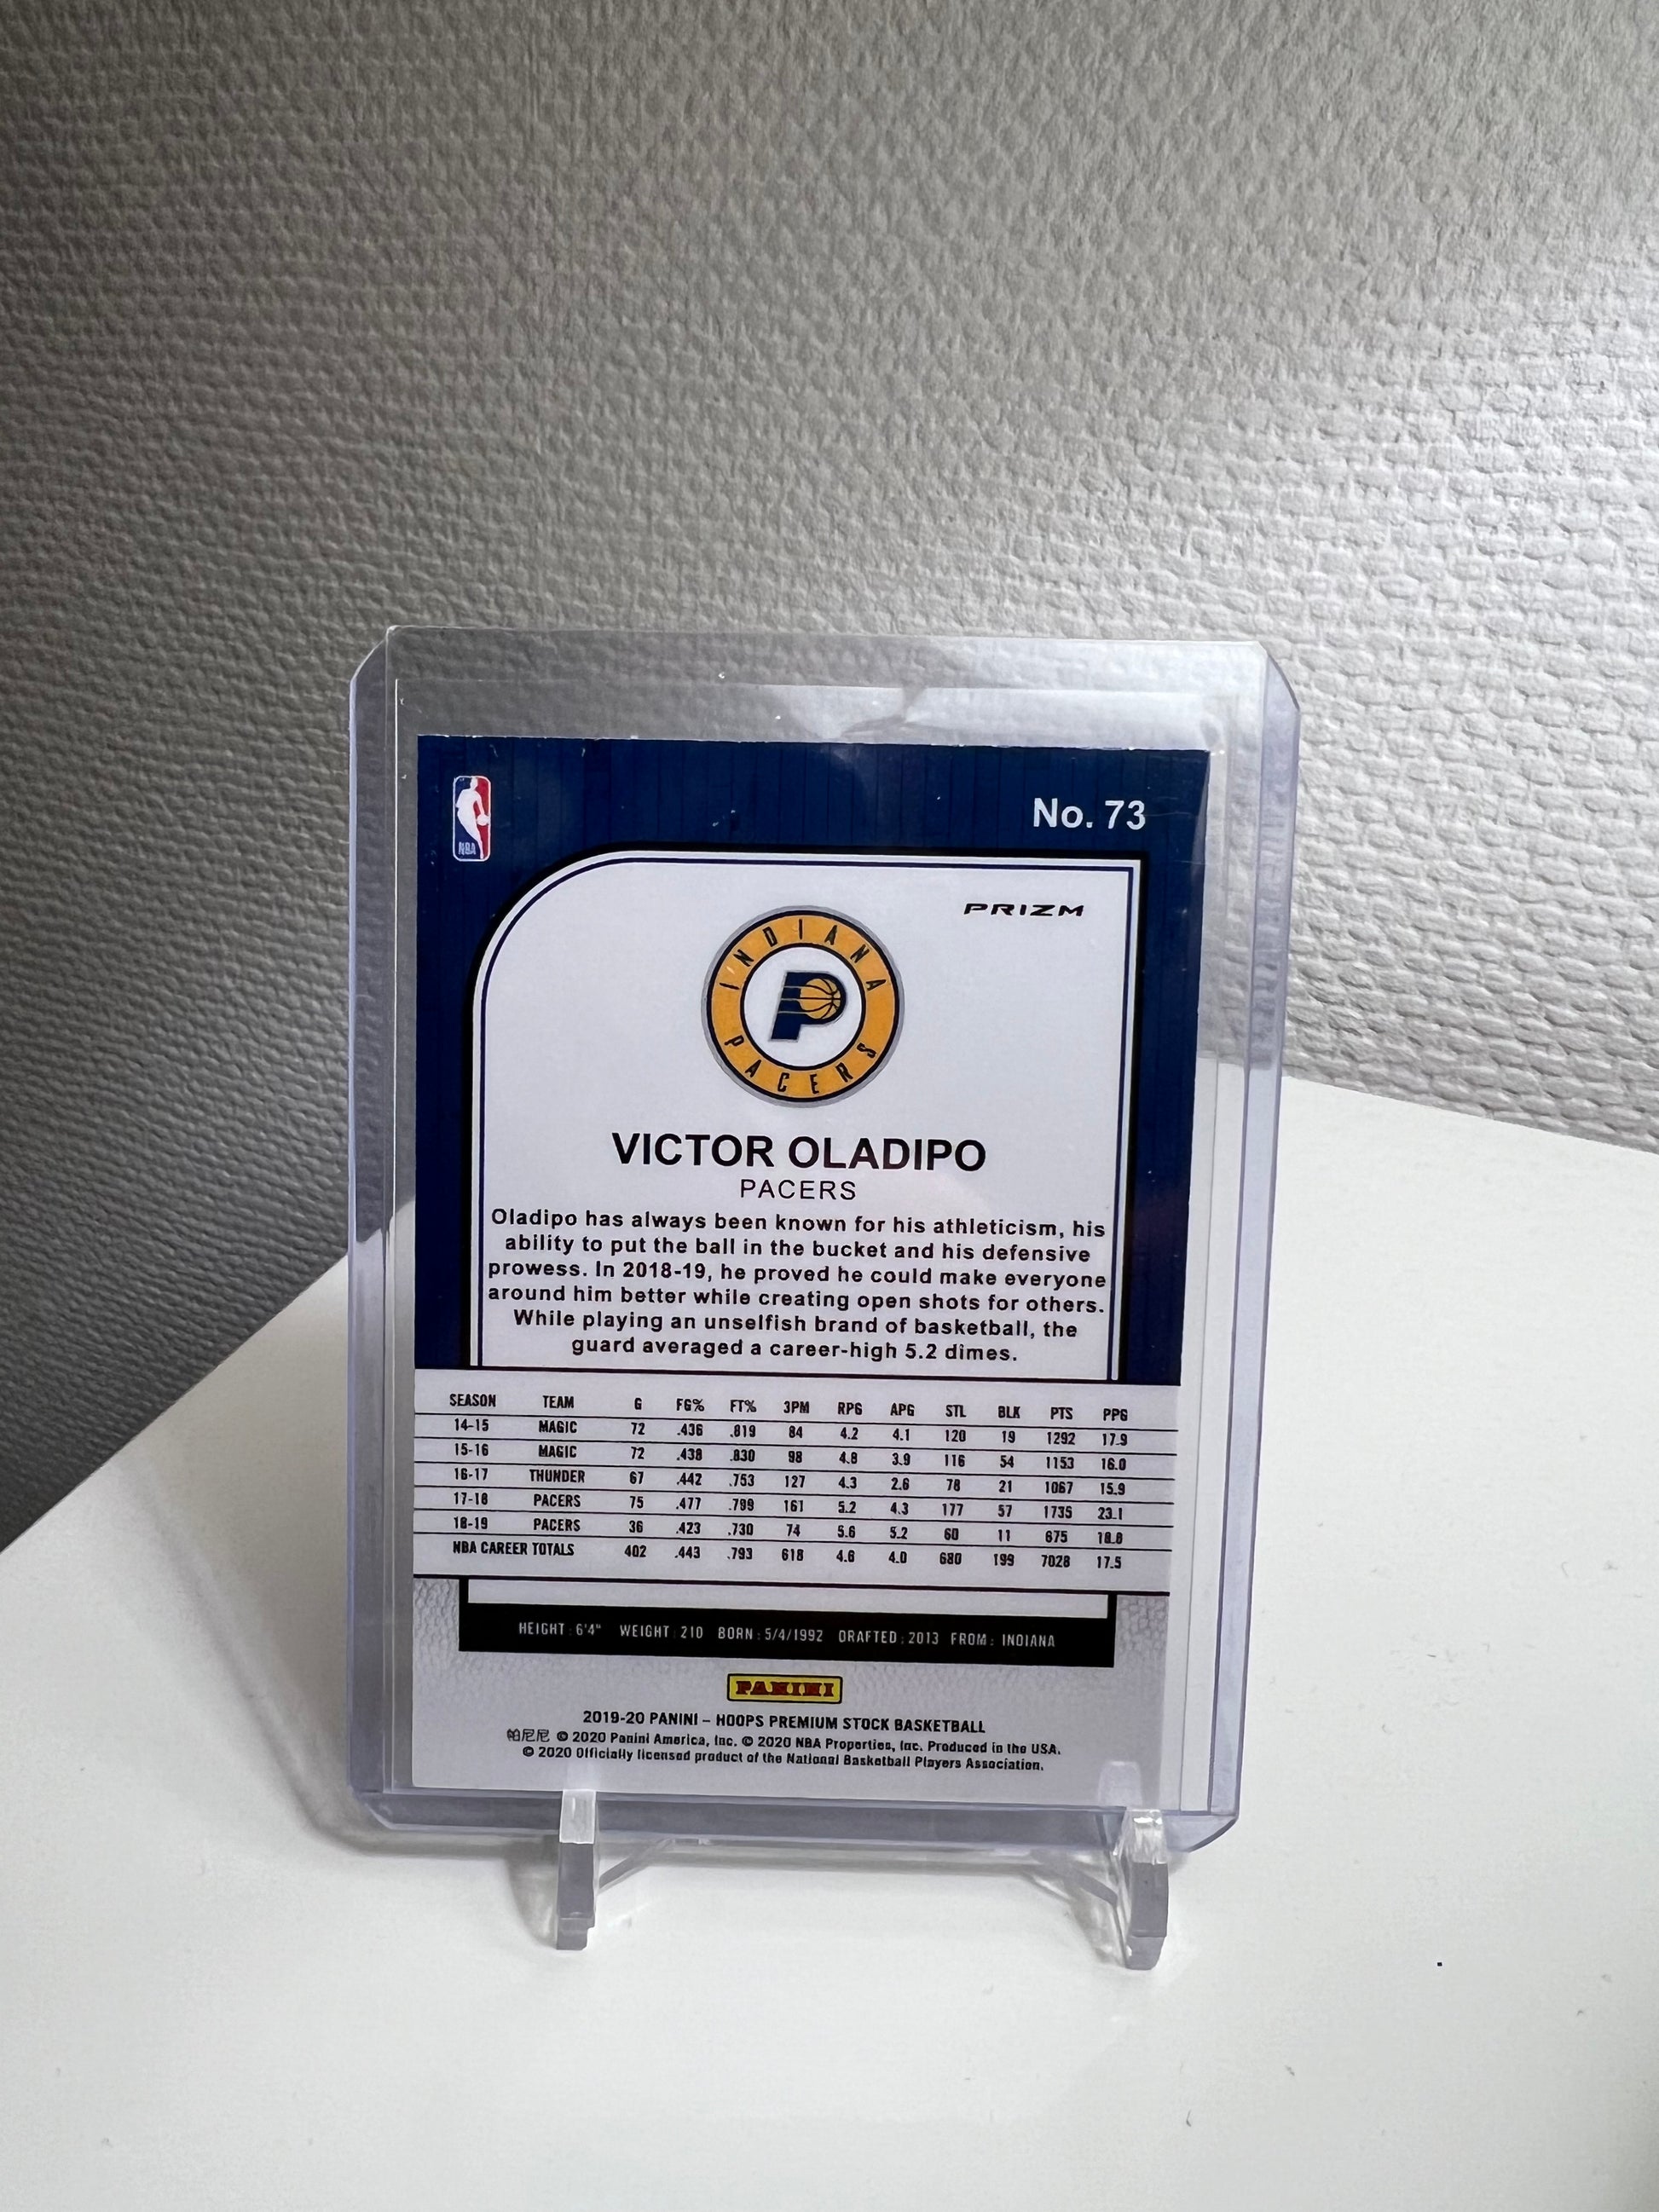 NBA
No. 73
PRIZM
INDIANA
PACERS
VICTOR OLADIPO
PACERS
Oladipo has always been known for his athleticism, his
ability to put the ball in the bucket and his defensive
prowess. In 2018-19, he proved he could make everyone
around him better while creating open shots for others.
While playing an unselfish brand of basketball, the
guard averaged a career-high 5.2 dimes.
SEASON TEAM G FG% FT% 3PM RPG APG STL BLK PTS PPG
14-15 MAGIC 72 .436 .819 84 4.2 4.1 120 19 1292 17.9
15-16 MAGIC 72 .438 .830 98 4.8 3.9 116 54 1153 16.0
16-17 THUNDER 67 .442 .753 127 4.3 2.6 78 21 1067 15.9
17-18 PACERS 75 .477 .799 161 5.2 4.3 177 57 1735 23.1
18-19 PACERS 36 .423 .730 74 5.6 5.2 60 11 675 18.8
NBA CAREER TOTALS 402 .443 .793 618 4.6 4.0 680 199 7028 17.5
HEIGHT: 6'4" WEIGHT: 210 BORN: 5/4/1992 DRAFTED: 2013 FROM: INDIANA
PANINI
2019-20 PANINI – HOOPS PREMIUM STOCK BASKETBALL
帕尼尼 © 2020 Panini America, Inc. © 2020 NBA Properties, Inc. Produced in the USA.
© 2020 Officially licensed product of the National Basketball Players Association.